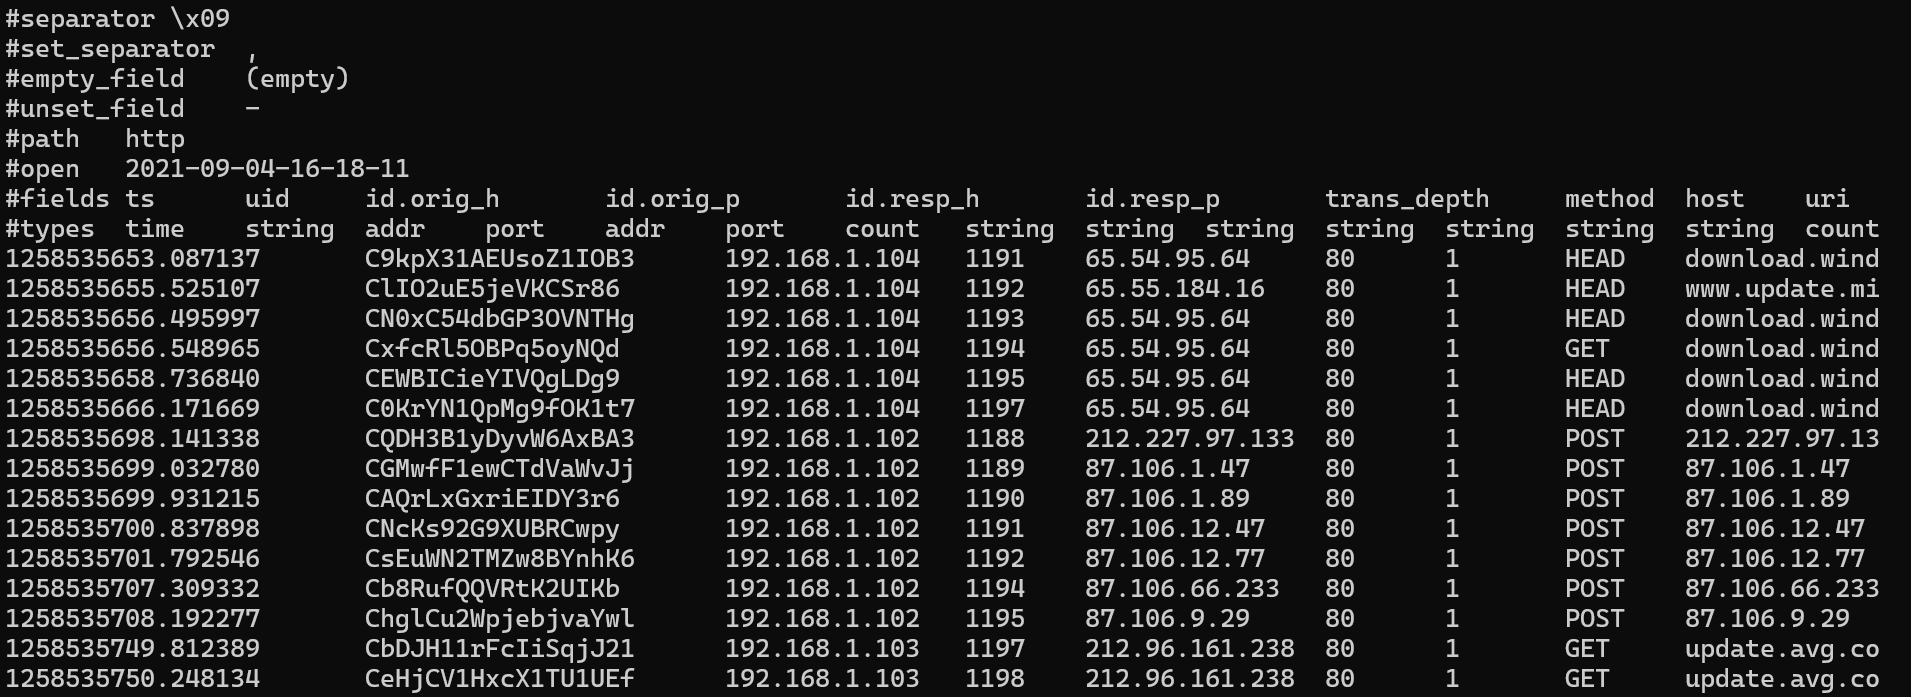 #separator \x09
#set_separator	,
#empty_field	(empty)
#unset_field	-
#path	http
#open	2021-09-04-16-18-11
#fields	ts	uid	id.orig_h	id.orig_p	id.resp_h	id.resp_p	trans_depth	method	host	uri
#types	time	string	addr	port	addr	port	count	string	string	string	string	string	string	string	count
1258535653.087137	C9kpX31AEUsoZ1IOB3	192.168.1.104	1191	65.54.95.64	80	1	HEAD	download.wind
1258535655.525107	ClIO2uE5jeVKCSr86	192.168.1.104	1192	65.55.184.16	80	1	HEAD	www.update.mi
1258535656.495997	CN0xC54dbGP3OVNTHg	192.168.1.104	1193	65.54.95.64	80	1	HEAD	download.wind
1258535656.548965	CxfcRl5OBPq5oyNQd	192.168.1.104	1194	65.54.95.64	80	1	GET	download.wind
1258535658.736840	CEWBICieYIVQgLDg9	192.168.1.104	1195	65.54.95.64	80	1	HEAD	download.wind
1258535666.171669	C0KrYN1QpMg9fOK1t7	192.168.1.104	1197	65.54.95.64	80	1	HEAD	download.wind
1258535698.141338	CQDH3B1yDyvW6AxBA3	192.168.1.102	1188	212.227.97.133	80	1	POST	212.227.97.13
1258535699.032780	CGMwfF1ewCTdVaWvJj	192.168.1.102	1189	87.106.1.47	80	1	POST	87.106.1.47
1258535699.931215	CAQrLxGxriEIDY3r6	192.168.1.102	1190	87.106.1.89	80	1	POST	87.106.1.89
1258535700.837898	CNcKs92G9XUBRCwpy	192.168.1.102	1191	87.106.12.47	80	1	POST	87.106.12.47
1258535701.792546	CsEuWN2TMZw8BYnhK6	192.168.1.102	1192	87.106.12.77	80	1	POST	87.106.12.77
1258535707.309332	Cb8RufQQVRtK2UIKb	192.168.1.102	1194	87.106.66.233	80	1	POST	87.106.66.233
1258535708.192277	ChglCu2WpjebjvaYwl	192.168.1.102	1195	87.106.9.29	80	1	POST	87.106.9.29
1258535749.812389	CbDJH11rFcIiSqjJ21	192.168.1.103	1197	212.96.161.238	80	1	GET	update.avg.co
1258535750.248134	CeHjCV1HxcX1TU1UEf	192.168.1.103	1198	212.96.161.238	80	1	GET	update.avg.co